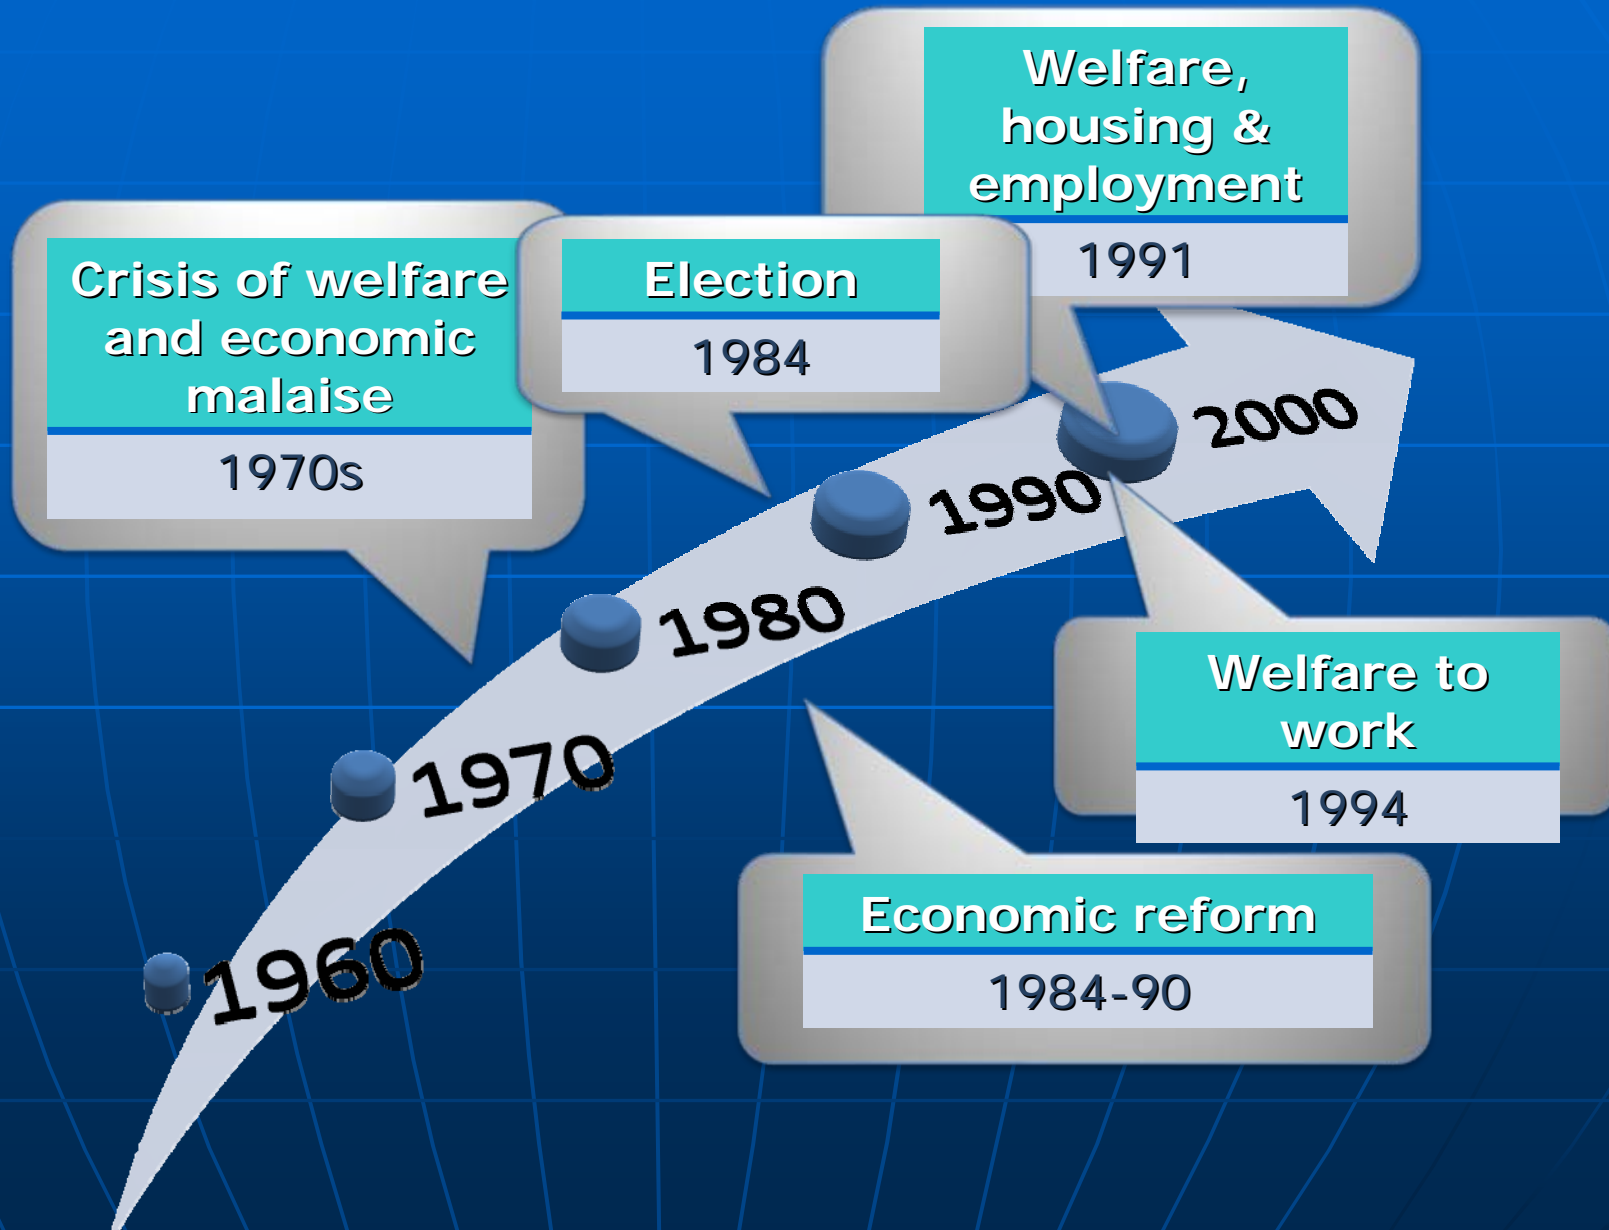 Welfare,
housing &
employment
1991
Crisis of welfare
and economic
malaise
1970s
Election
1984
2000
1990
1980
1970
1960
Welfare to
work
1994
Economic reform
1984-90